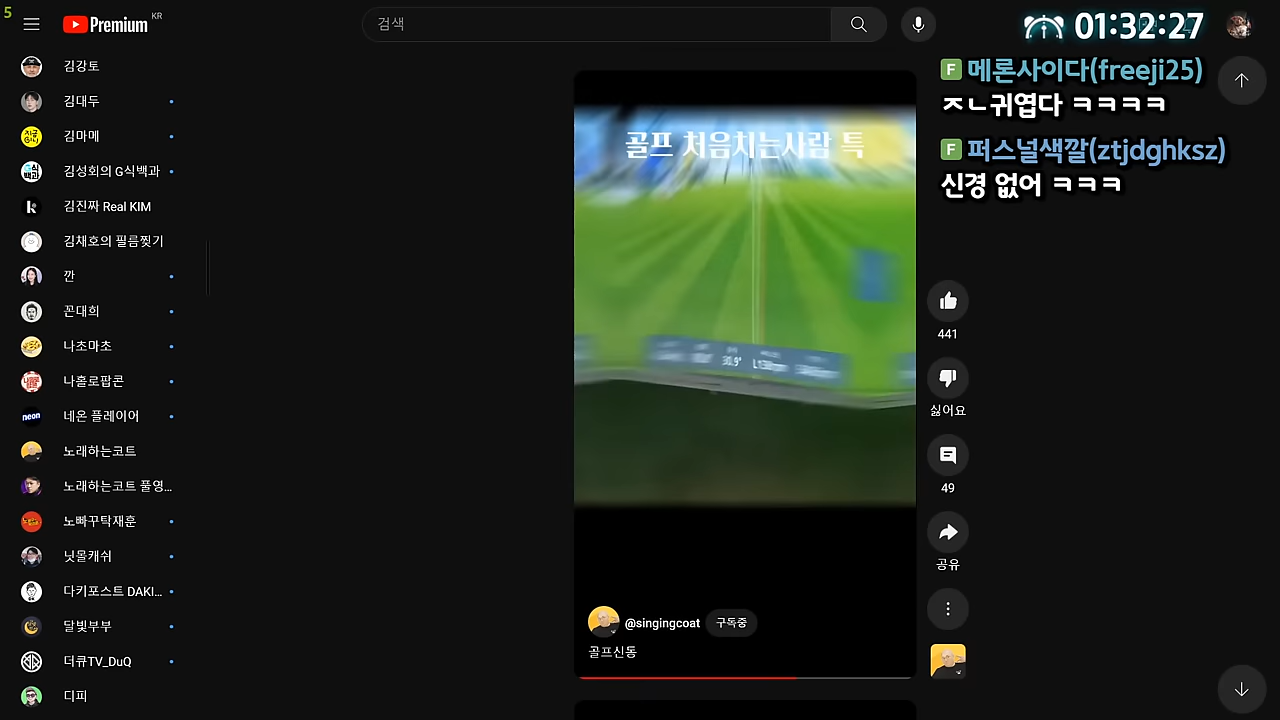 5
Premium KR
검색
01:32:27
김강토
김대두
김마메
김성회의 G식백과
김진짜 Real KIM
김채호의 필름찢기
깐
꼰대희
나초마초
나홀로팝콘
네온 플레이어
노래하는코트
노래하는코트 풀영...
노빠꾸탁재훈
닛몰캐쉬
다키포스트 DAKI...
달빛부부
더큐TV_DuQ
디피
골프 처음치는사람 특
30.9°
@singingcoat
구독중
골프신동
F 메론사이다(freeji25)
ㅈㄴ귀엽다 ㅋㅋㅋㅋ
F 퍼스널색깔(ztjdghksz)
신경 없어 ㅋㅋㅋ
441
싫어요
49
공유